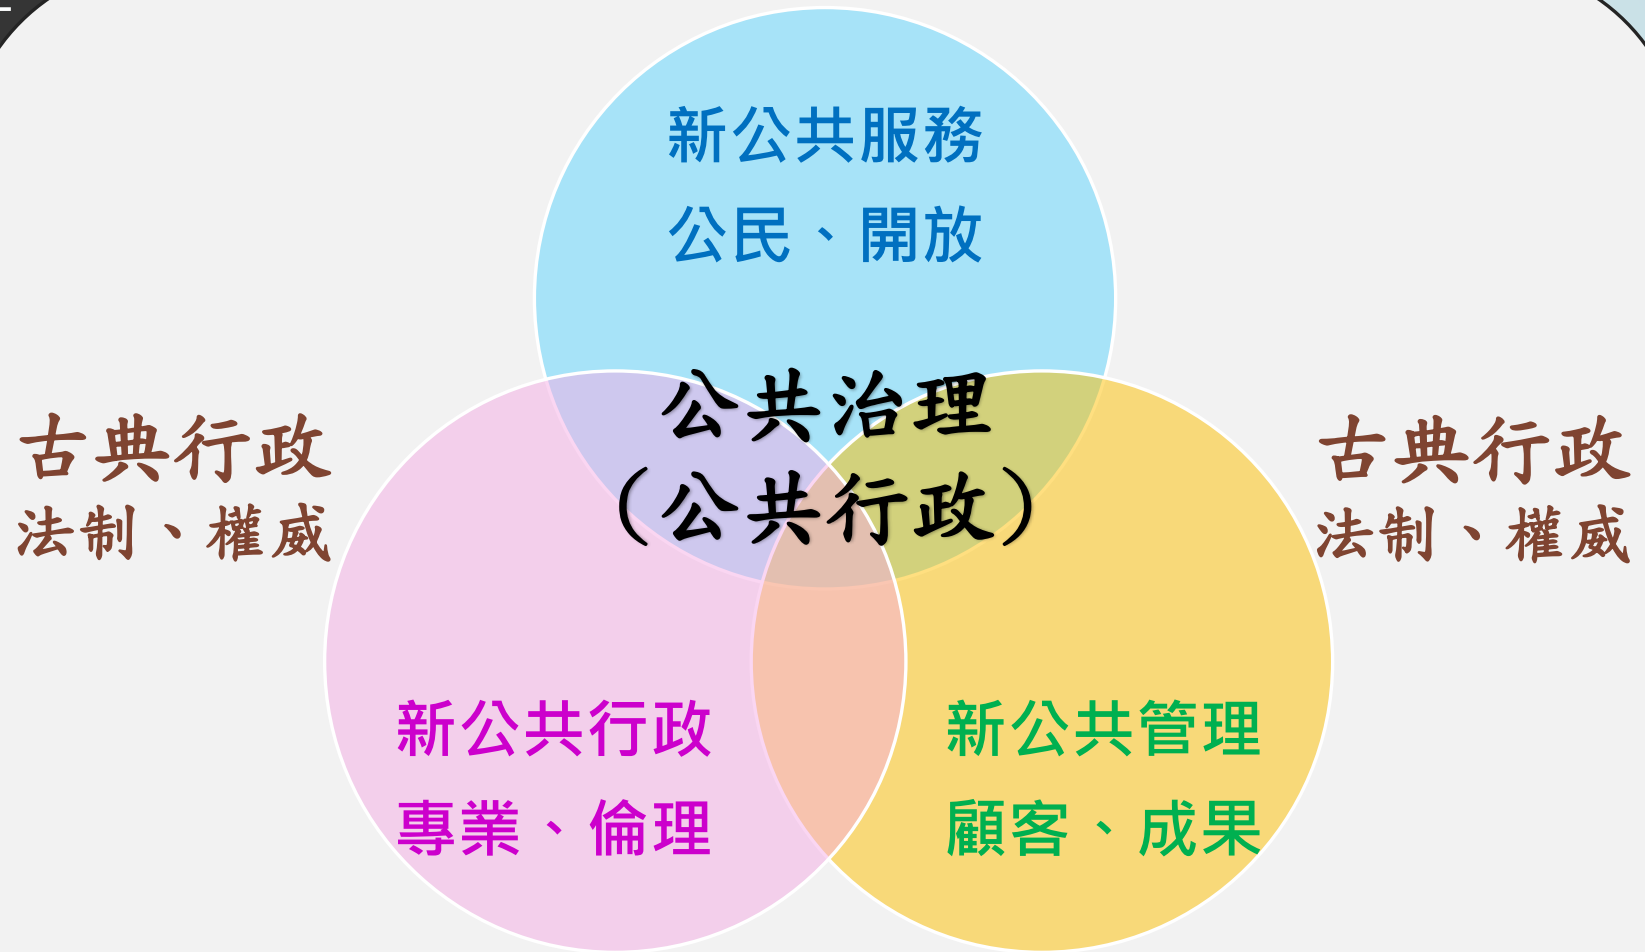 新公共服務
公民、開放
公共治理
（公共行政）
古典行政
法制、權威
古典行政
法制、權威
新公共行政
專業、倫理
新公共管理
顧客、成果